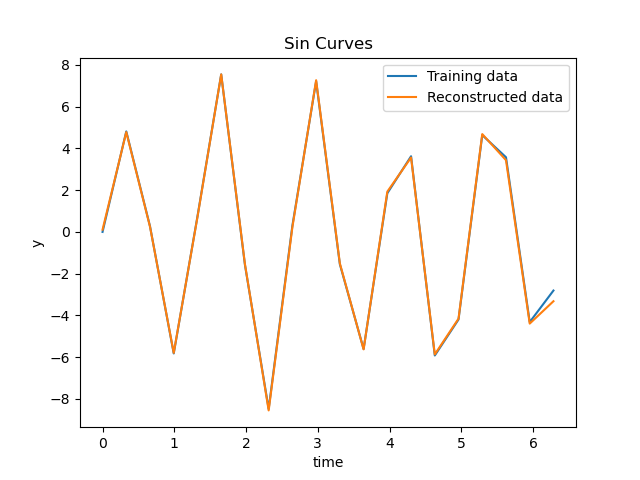 Sin Curves
Training data
Reconstructed data
y
8
6
4
2
0
−2
−4
−6
−8
0 1 2 3 4 5 6
time